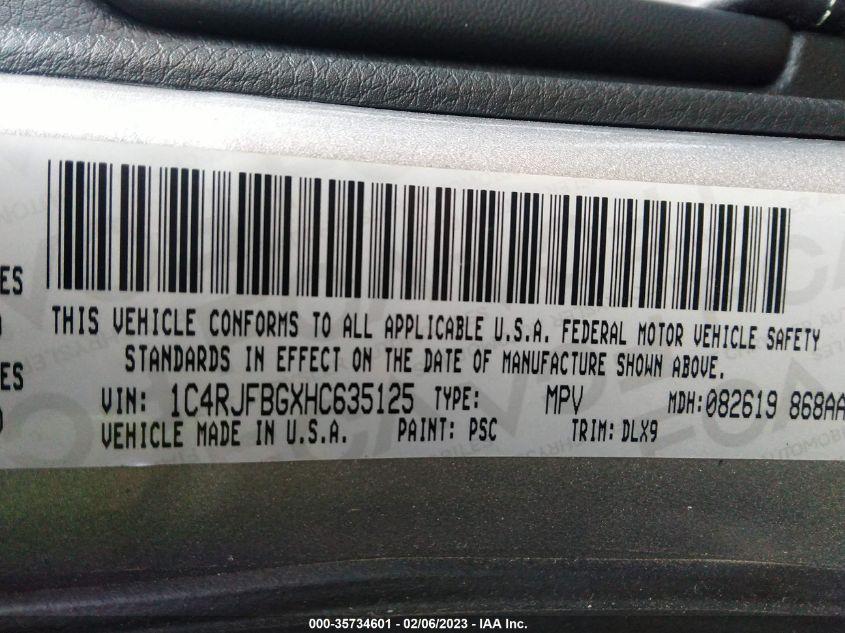 ES
)
ES
)
THIS VEHICLE CONFORMS TO ALL APPLICABLE U.S.A. FEDERAL MOTOR VEHICLE SAFETY
STANDARDS IN EFFECT ON THE DATE OF MANUFACTURE SHOWN ABOVE.
VIN: 1C4RJFBGXHC635125 TYPE: MPV MDH:082619 868AA
VEHICLE MADE IN U.S.A. PAINT: PSC TRIM: DLX9
000-35734601 - 02/06/2023 - IAA Inc.